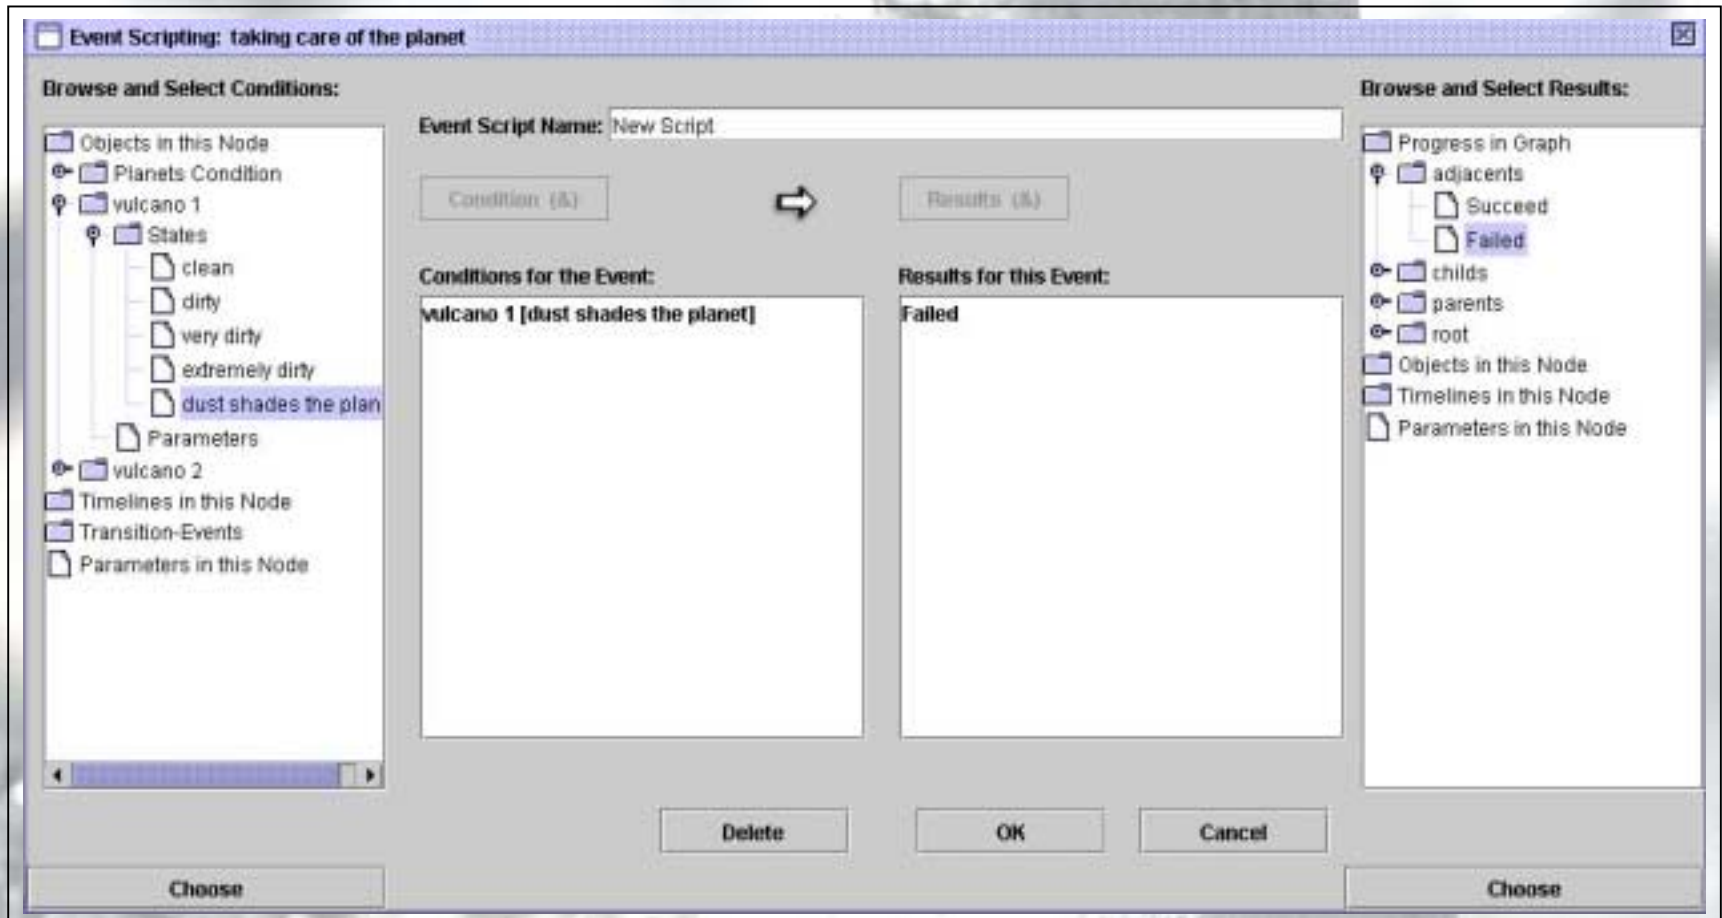 Event Scripting: taking care of the planet
Browse and Select Conditions:
Objects in this Node
Planets Condition
vulcano 1
States
clean
dirty
very dirty
extremely dirty
dust shades the plan
Parameters
vulcano 2
Timelines in this Node
Transition-Events
Parameters in this Node
Choose
Event Script Name: New Script
Condition (&)
Results (&)
Conditions for the Event:
vulcano 1 [dust shades the planet]
Results for this Event:
Failed
Delete
OK
Cancel
Browse and Select Results:
Progress in Graph
adjacents
Succeed
Failed
childs
parents
root
Objects in this Node
Timelines in this Node
Parameters in this Node
Choose